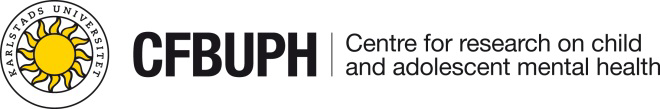 KARLSTADS UNIVERSITET
CFBUPH
Centre for research on child
and adolescent mental health